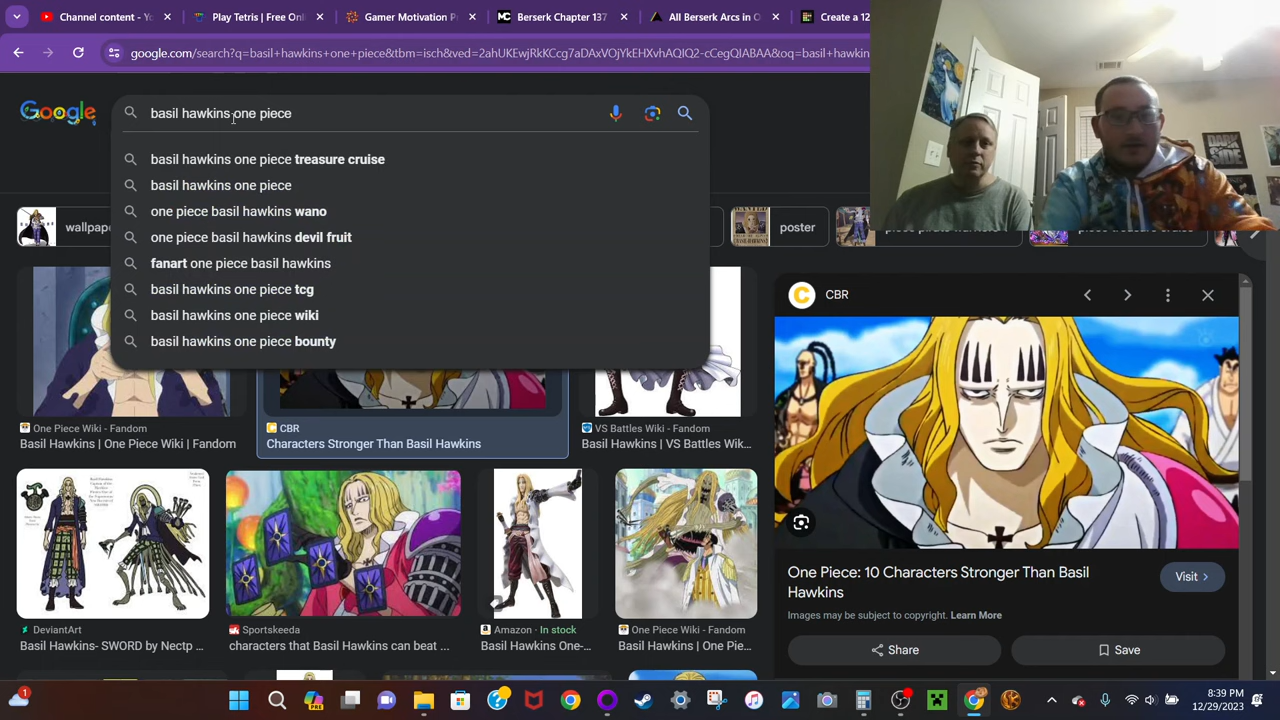 Channel content - Y
Play Tetris | Free Onli
Gamer Motivation Pr
Berserk Chapter 137
All Berserk Arcs in O
Create a 12
google.com/search?q=basil+hawkins+one+piece&tbm=isch&ved=2ahUKEwjRkKCcg7aDAxVOjYkEHXvhAQIQ2-cCegQIABAA&oq=basil+hawkin
Google
basil hawkins one piece
basil hawkins one piece treasure cruise
basil hawkins one piece
one piece basil hawkins wano
one piece basil hawkins devil fruit
fanart one piece basil hawkins
basil hawkins one piece tcg
basil hawkins one piece wiki
basil hawkins one piece bounty
wallpape
poster
DARK SIDE
CBR
One Piece Wiki - Fandom
Basil Hawkins | One Piece Wiki | Fandom
CBR
Characters Stronger Than Basil Hawkins
VS Battles Wiki - Fandom
Basil Hawkins | VS Battles Wik...
One Piece: 10 Characters Stronger Than Basil
Hawkins
Visit
Images may be subject to copyright. Learn More
Share
Save
DeviantArt
Basil Hawkins- SWORD by Nectp ...
Sportskeeda
characters that Basil Hawkins can beat ...
Amazon · In stock
Basil Hawkins One-...
One Piece Wiki - Fandom
Basil Hawkins | One Pie...
1
PRE
8:39 PM
12/29/2023